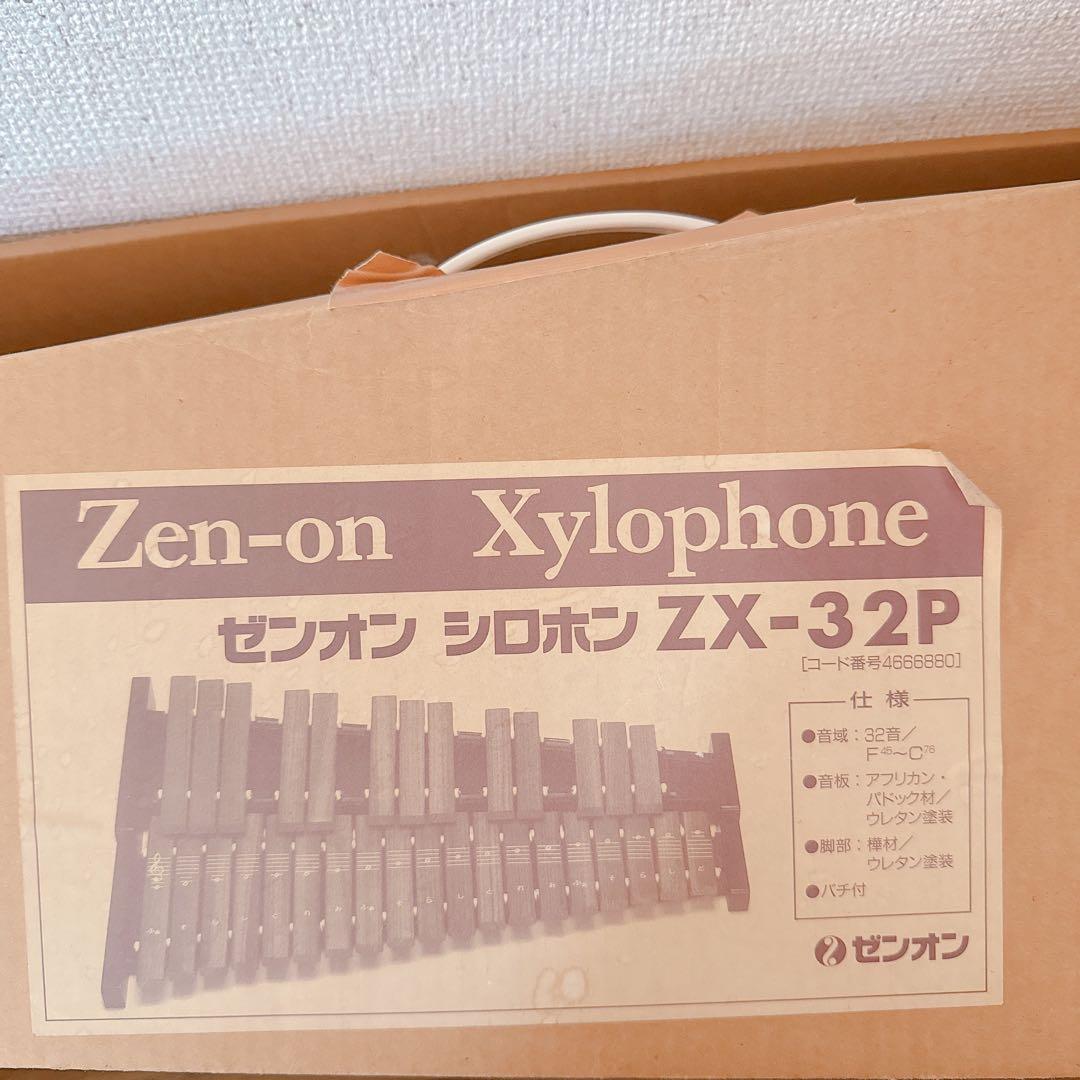 Zen-on Xylophone
ゼンオン シロホン ZX-32P
[コード番号4666880]
仕様
●音域：32音／
F45～C76
●音板：アフリカン・
パドック材／
ウレタン塗装
●脚部：樺材／
ウレタン塗装
●バチ付
ゼンオン